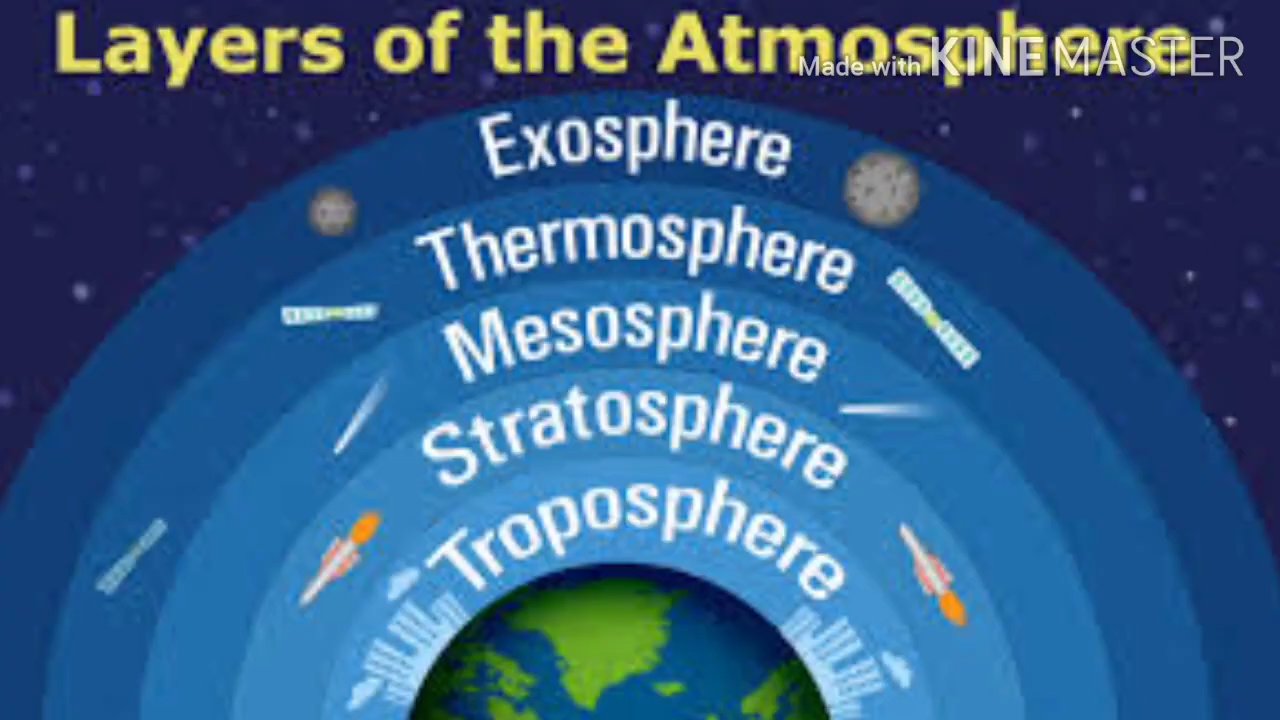 Layers of the Atmosphere
Made with KINEMASTER
Exosphere
Thermosphere
Mesosphere
Stratosphere
Troposphere